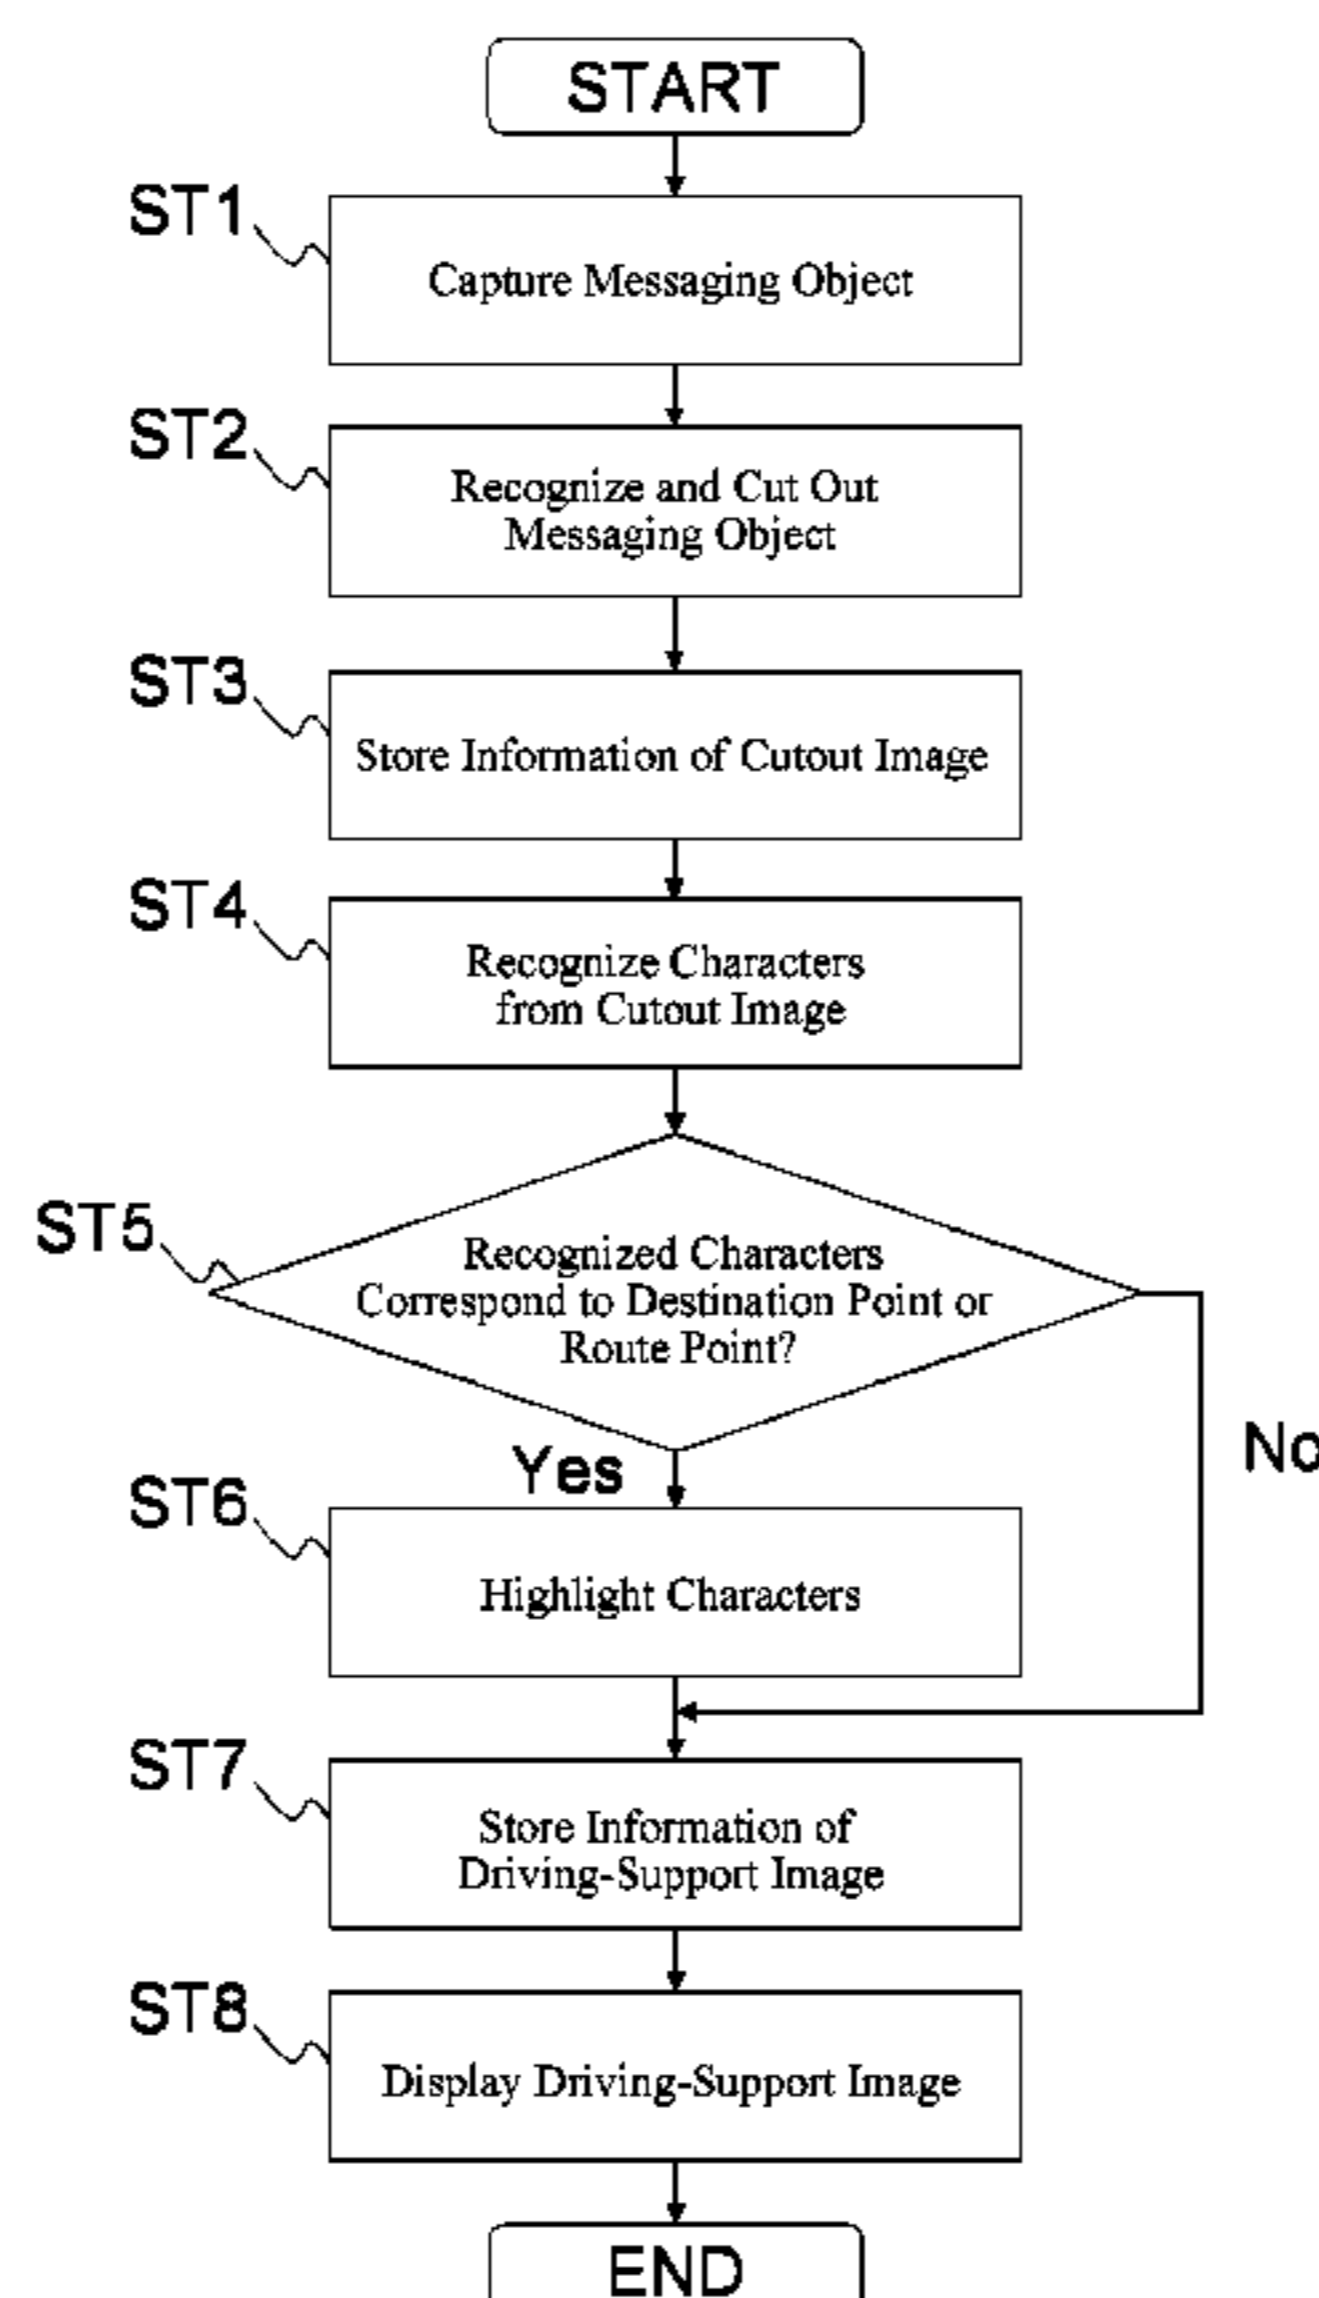 START
ST1
Capture Messaging Object
ST2
Recognize and Cut Out
Messaging Object
ST3
Store Information of Cutout Image
ST4
Recognize Characters
from Cutout Image
ST5
Recognized Characters
Correspond to Destination Point or
Route Point?
Yes
No
ST6
Highlight Characters
ST7
Store Information of
Driving-Support Image
ST8
Display Driving-Support Image
END